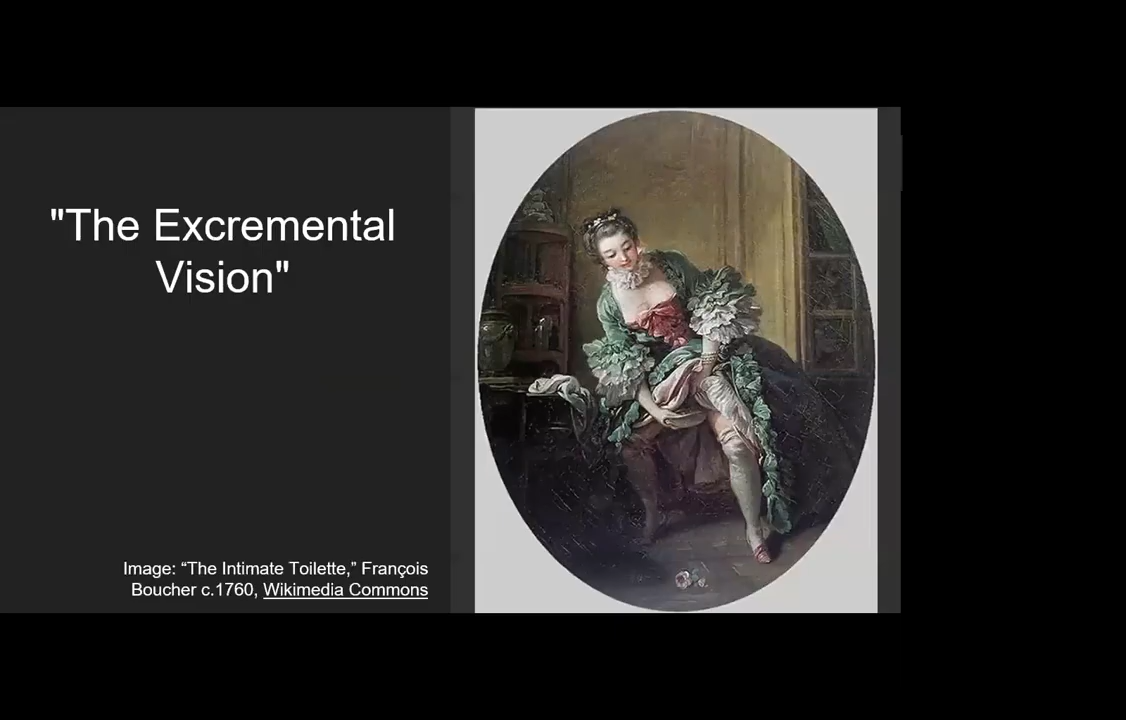 "The Excremental
Vision"
Image: “The Intimate Toilette,” François
Boucher c.1760, Wikimedia Commons